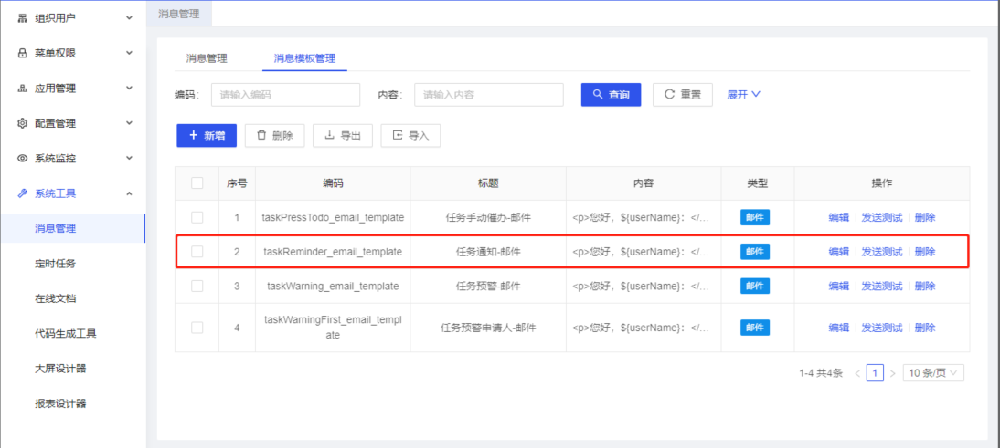 组织用户
菜单权限
应用管理
配置管理
系统监控
系统工具
消息管理
定时任务
在线文档
代码生成工具
大屏设计器
报表设计器
消息管理
消息管理 消息模板管理
编码: 请输入编码 内容: 请输入内容 查询 重置 展开
新增 删除 导出 导入
序号 编码 标题 内容 类型 操作
1 taskPressTodo_email_template 任务手动催办-邮件 <p>您好, ${userName}: </... 邮件 编辑 发送测试 删除
2 taskReminder_email_template 任务通知-邮件 <p>您好, ${userName}: </... 邮件 编辑 发送测试 删除
3 taskWarning_email_template 任务预警-邮件 <p>您好, ${userName}: </... 邮件 编辑 发送测试 删除
4 taskWarningFirst_email_templ 任务预警申请人-邮件 <p>您好, ${userName}: </... 邮件 编辑 发送测试 删除
ate
1-4 共4条 < 1 > 10 条/页